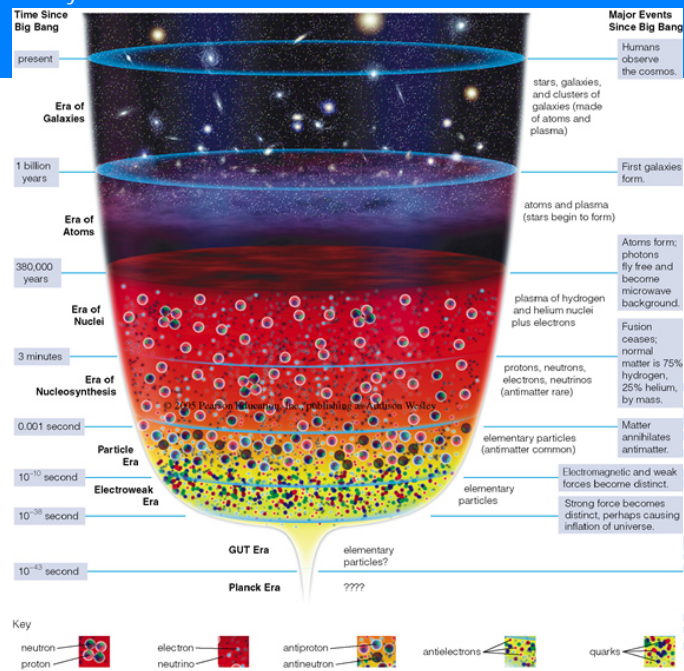 Time Since
Big Bang
Major Events
Since Big Bang
present
Humans
observe
the cosmos.
stars, galaxies,
and clusters of
galaxies (made
of atoms and
plasma)
Era of
Galaxies
1 billion
years
First galaxies
form.
atoms and plasma
(stars begin to form)
Era of
Atoms
380,000
years
Atoms form;
photons
fly free and
become
microwave
background.
plasma of hydrogen
and helium nuclei
plus electrons
Era of
Nuclei
3 minutes
Fusion
ceases;
normal
matter is 75%
hydrogen,
25% helium,
by mass.
protons, neutrons,
electrons, neutrinos
(antimatter rare)
Era of
Nucleosynthesis
© 2005 Pearson Education, Inc., publishing as Addison Wesley
0.001 second
Matter
annihilates
antimatter.
elementary particles
(antimatter common)
Particle
Era
10⁻¹⁰ second
Electromagnetic and weak
forces become distinct.
Electroweak
Era
elementary
particles
10⁻³⁸ second
Strong force becomes
distinct, perhaps causing
inflation of universe.
GUT Era
elementary
particles?
10⁻⁴³ second
Planck Era
????
Key
neutron
proton
electron
neutrino
antiproton
antineutron
antielectrons
quarks